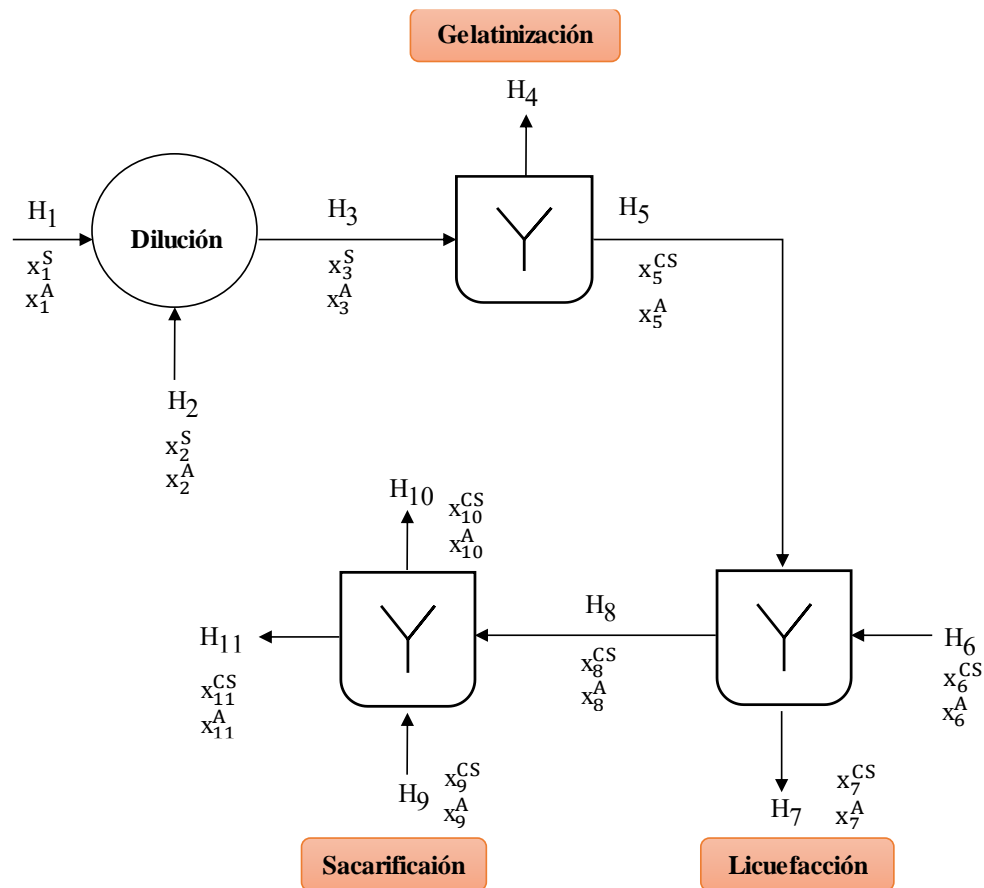 Gelatinización
H₄
H₁
x₁ˢ
x₁ᴬ
Dilución
H₃
x₃ˢ
x₃ᴬ
H₅
x₅ᶜˢ
x₅ᴬ
H₂
x₂ˢ
x₂ᴬ
H₁₀
x₁₀ᶜˢ
x₁₀ᴬ
H₁₁
x₁₁ᶜˢ
x₁₁ᴬ
H₈
x₈ᶜˢ
x₈ᴬ
H₆
x₆ᶜˢ
x₆ᴬ
H₉
x₉ᶜˢ
x₉ᴬ
H₇
x₇ᶜˢ
x₇ᴬ
Sacarificaión
Licuefacción